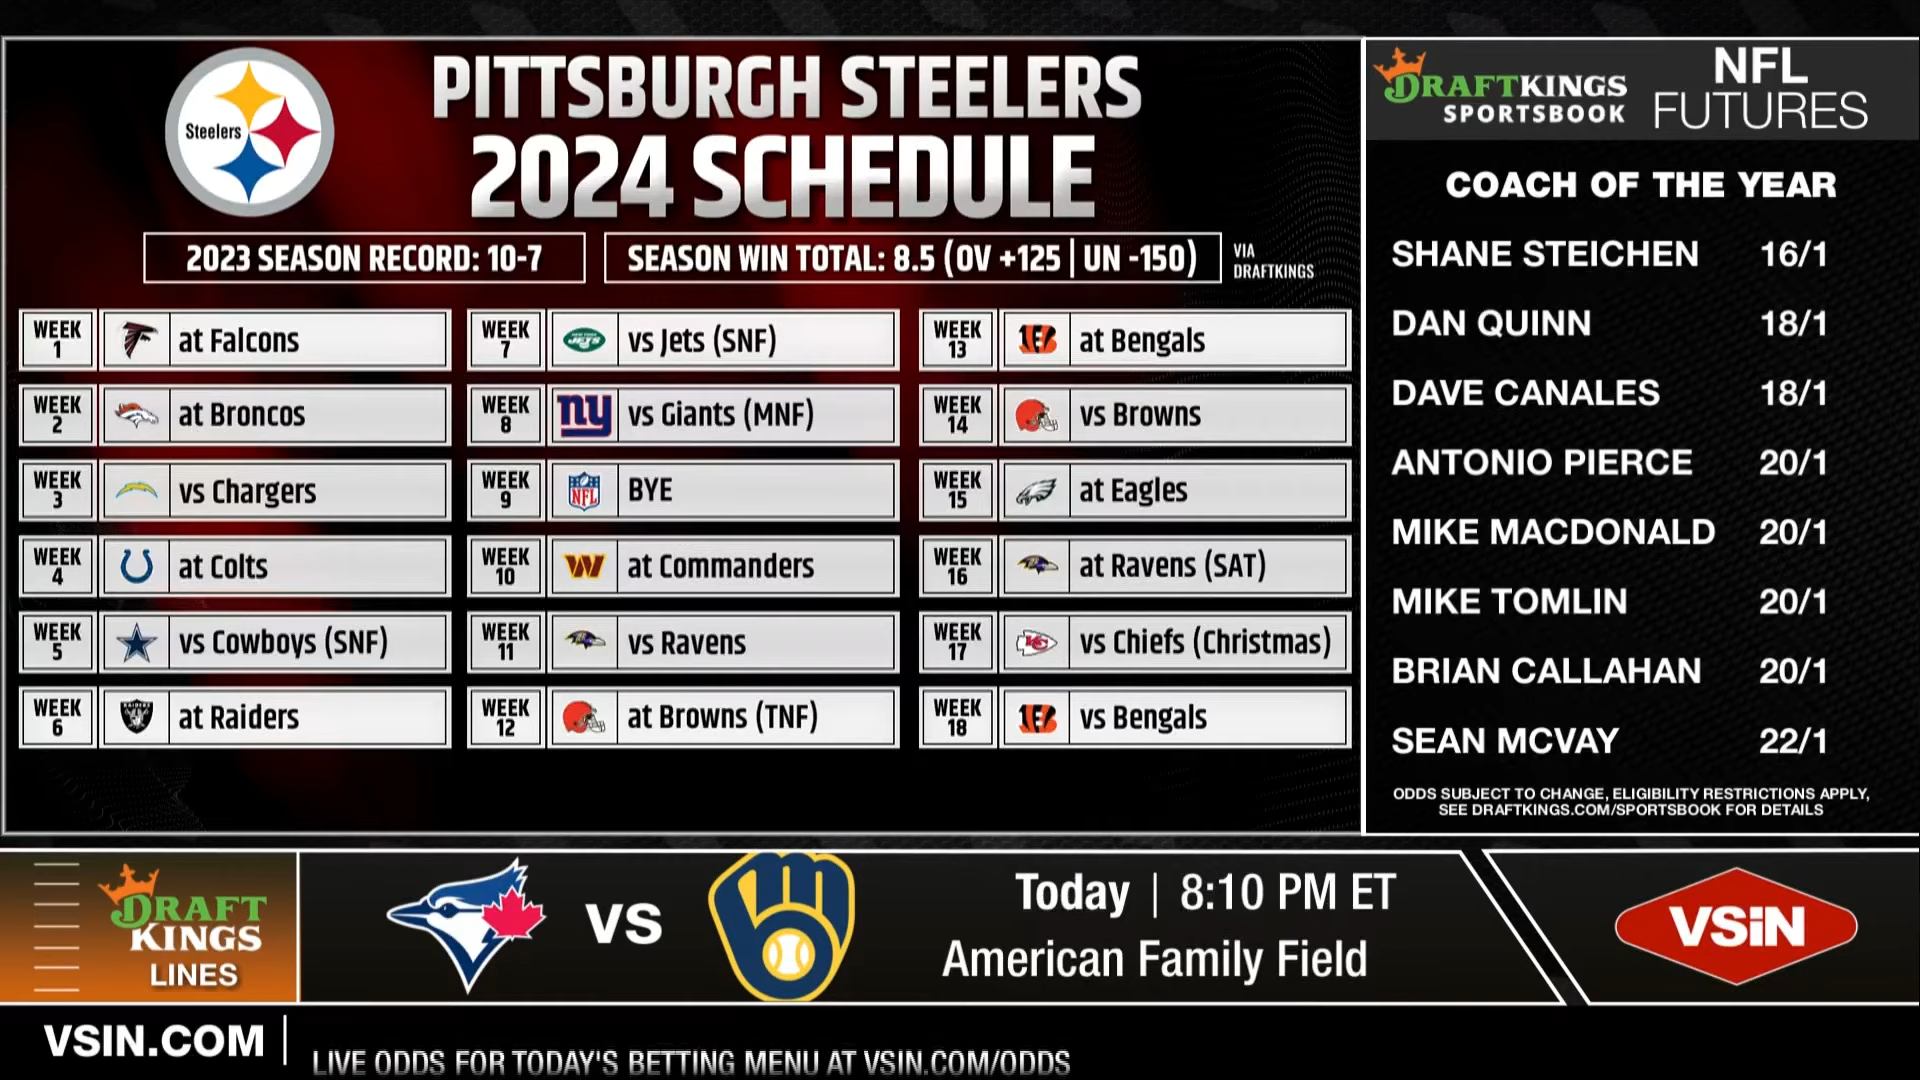 Steelers
PITTSBURGH STEELERS
2024 SCHEDULE
2023 SEASON RECORD: 10-7
SEASON WIN TOTAL: 8.5 (OV +125 | UN -150)
VIA
DRAFTKINGS
WEEK 1 at Falcons
WEEK 2 at Broncos
WEEK 3 vs Chargers
WEEK 4 at Colts
WEEK 5 vs Cowboys (SNF)
WEEK 6 RAIDERS at Raiders
WEEK 7 JETS vs Jets (SNF)
WEEK 8 ny vs Giants (MNF)
WEEK 9 NFL BYE
WEEK 10 W at Commanders
WEEK 11 vs Ravens
WEEK 12 at Browns (TNF)
WEEK 13 at Bengals
WEEK 14 vs Browns
WEEK 15 at Eagles
WEEK 16 at Ravens (SAT)
WEEK 17 KC vs Chiefs (Christmas)
WEEK 18 vs Bengals
DRAFTKINGS
SPORTSBOOK
NFL
FUTURES
COACH OF THE YEAR
SHANE STEICHEN 16/1
DAN QUINN 18/1
DAVE CANALES 18/1
ANTONIO PIERCE 20/1
MIKE MACDONALD 20/1
MIKE TOMLIN 20/1
BRIAN CALLAHAN 20/1
SEAN MCVAY 22/1
ODDS SUBJECT TO CHANGE, ELIGIBILITY RESTRICTIONS APPLY,
SEE DRAFTKINGS.COM/SPORTSBOOK FOR DETAILS
DRAFT
KINGS
LINES
VS
Today | 8:10 PM ET
American Family Field
VSiN
VSIN.COM
LIVE ODDS FOR TODAY'S BETTING MENU AT VSIN.COM/ODDS